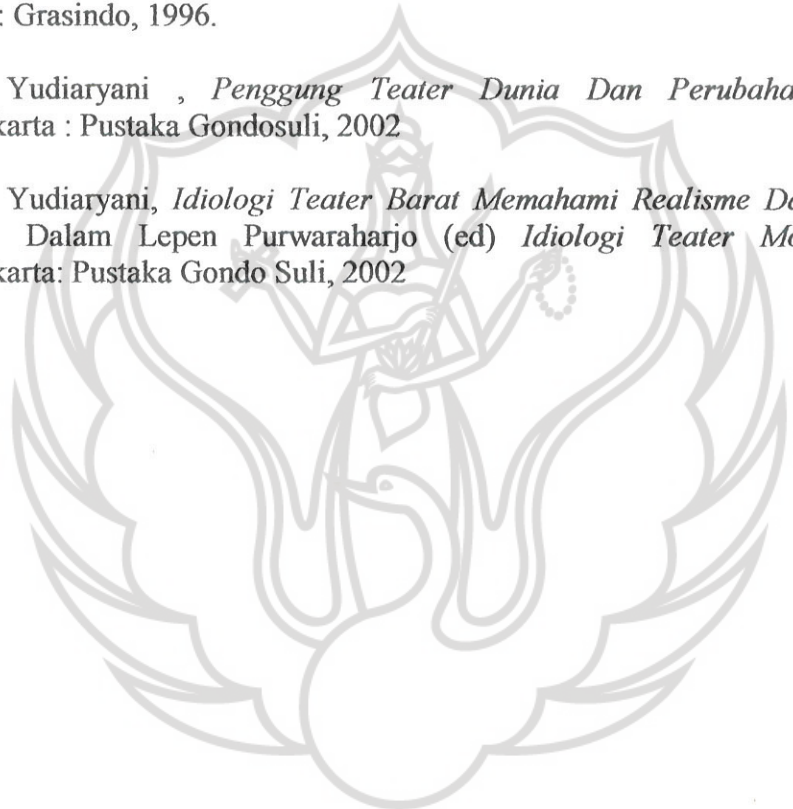 : Grasindo, 1996.
Yudiaryani , Penggung Teater Dunia Dan Perubaha
karta : Pustaka Gondosuli, 2002
Yudiaryani, Idiologi Teater Barat Memahami Realisme Da
Dalam Lepen Purwaraharjo (ed) Idiologi Teater Mo
karta: Pustaka Gondo Suli, 2002